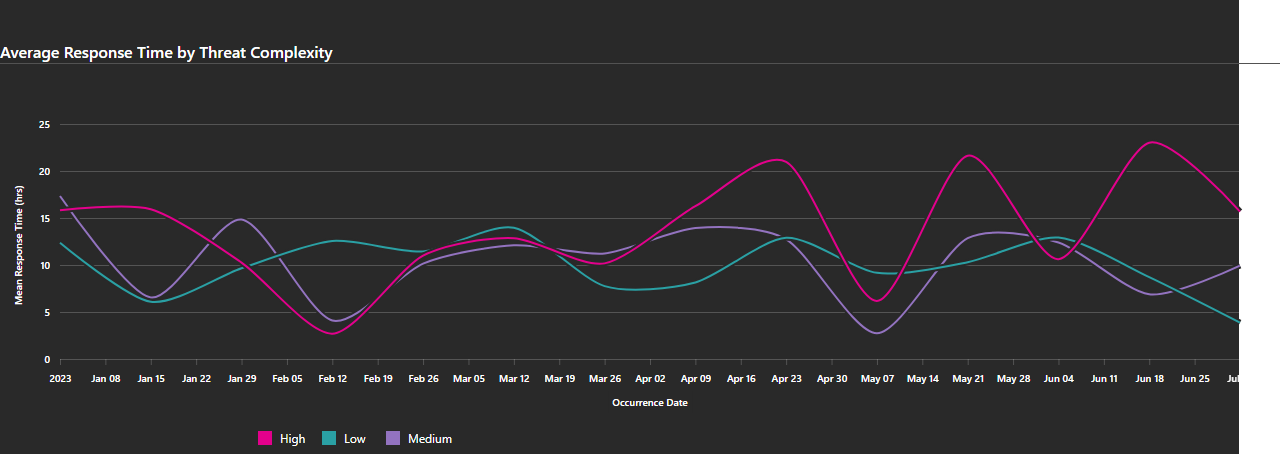 Average Response Time by Threat Complexity
25
20
15
10
5
0
Mean Response Time (hrs)
2023 Jan 08 Jan 15 Jan 22 Jan 29 Feb 05 Feb 12 Feb 19 Feb 26 Mar 05 Mar 12 Mar 19 Mar 26 Apr 02 Apr 09 Apr 16 Apr 23 Apr 30 May 07 May 14 May 21 May 28 Jun 04 Jun 11 Jun 18 Jun 25
Occurrence Date
High Low Medium